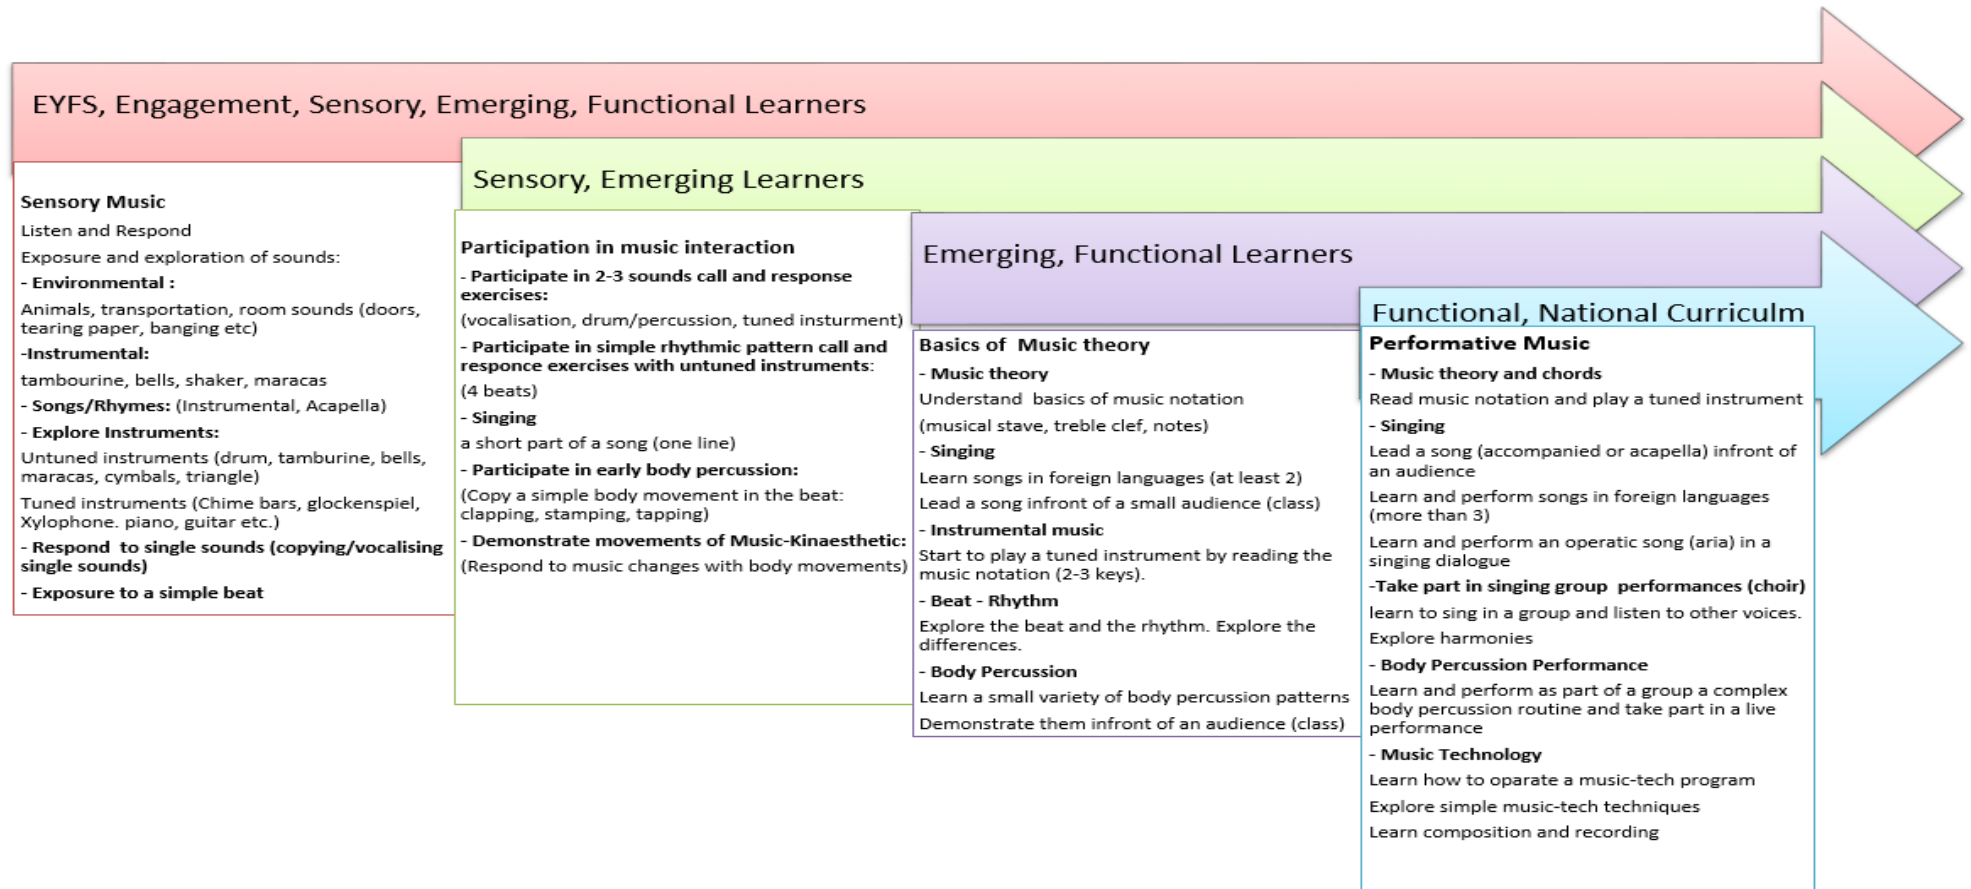 EYFS, Engagement, Sensory, Emerging, Functional Learners
Sensory Music
Listen and Respond
Exposure and exploration of sounds:
- Environmental :
Animals, transportation, room sounds (doors,
tearing paper, banging etc)
-Instrumental:
tambourine, bells, shaker, maracas
- Songs/Rhymes: (Instrumental, Acapella)
- Explore Instruments:
Untuned instruments (drum, tamburine, bells,
maracas, cymbals, triangle)
Tuned instruments (Chime bars, glockenspiel,
Xylophone. piano, guitar etc.)
- Respond  to single sounds (copying/vocalising
single sounds)
- Exposure to a simple beat
Sensory, Emerging Learners
Participation in music interaction
- Participate in 2-3 sounds call and response
exercises:
(vocalisation, drum/percussion, tuned insturment)
- Participate in simple rhythmic pattern call and
responce exercises with untuned instruments:
(4 beats)
- Singing
a short part of a song (one line)
- Participate in early body percussion:
(Copy a simple body movement in the beat:
clapping, stamping, tapping)
- Demonstrate movements of Music-Kinaesthetic:
(Respond to music changes with body movements)
Emerging, Functional Learners
Basics of  Music theory
- Music theory
Understand  basics of music notation
(musical stave, treble clef, notes)
- Singing
Learn songs in foreign languages (at least 2)
Lead a song infront of a small audience (class)
- Instrumental music
Start to play a tuned instrument by reading the
music notation (2-3 keys).
- Beat - Rhythm
Explore the beat and the rhythm. Explore the
differences.
- Body Percussion
Learn a small variety of body percussion patterns
Demonstrate them infront of an audience (class)
Functional, National Curriculm
Performative Music
- Music theory and chords
Read music notation and play a tuned instrument
- Singing
Lead a song (accompanied or acapella) infront of
an audience
Learn and perform songs in foreign languages
(more than 3)
Learn and perform an operatic song (aria) in a
singing dialogue
-Take part in singing group  performances (choir)
learn to sing in a group and listen to other voices.
Explore harmonies
- Body Percussion Performance
Learn and perform as part of a group a complex
body percussion routine and take part in a live
performance
- Music Technology
Learn how to oparate a music-tech program
Explore simple music-tech techniques
Learn composition and recording